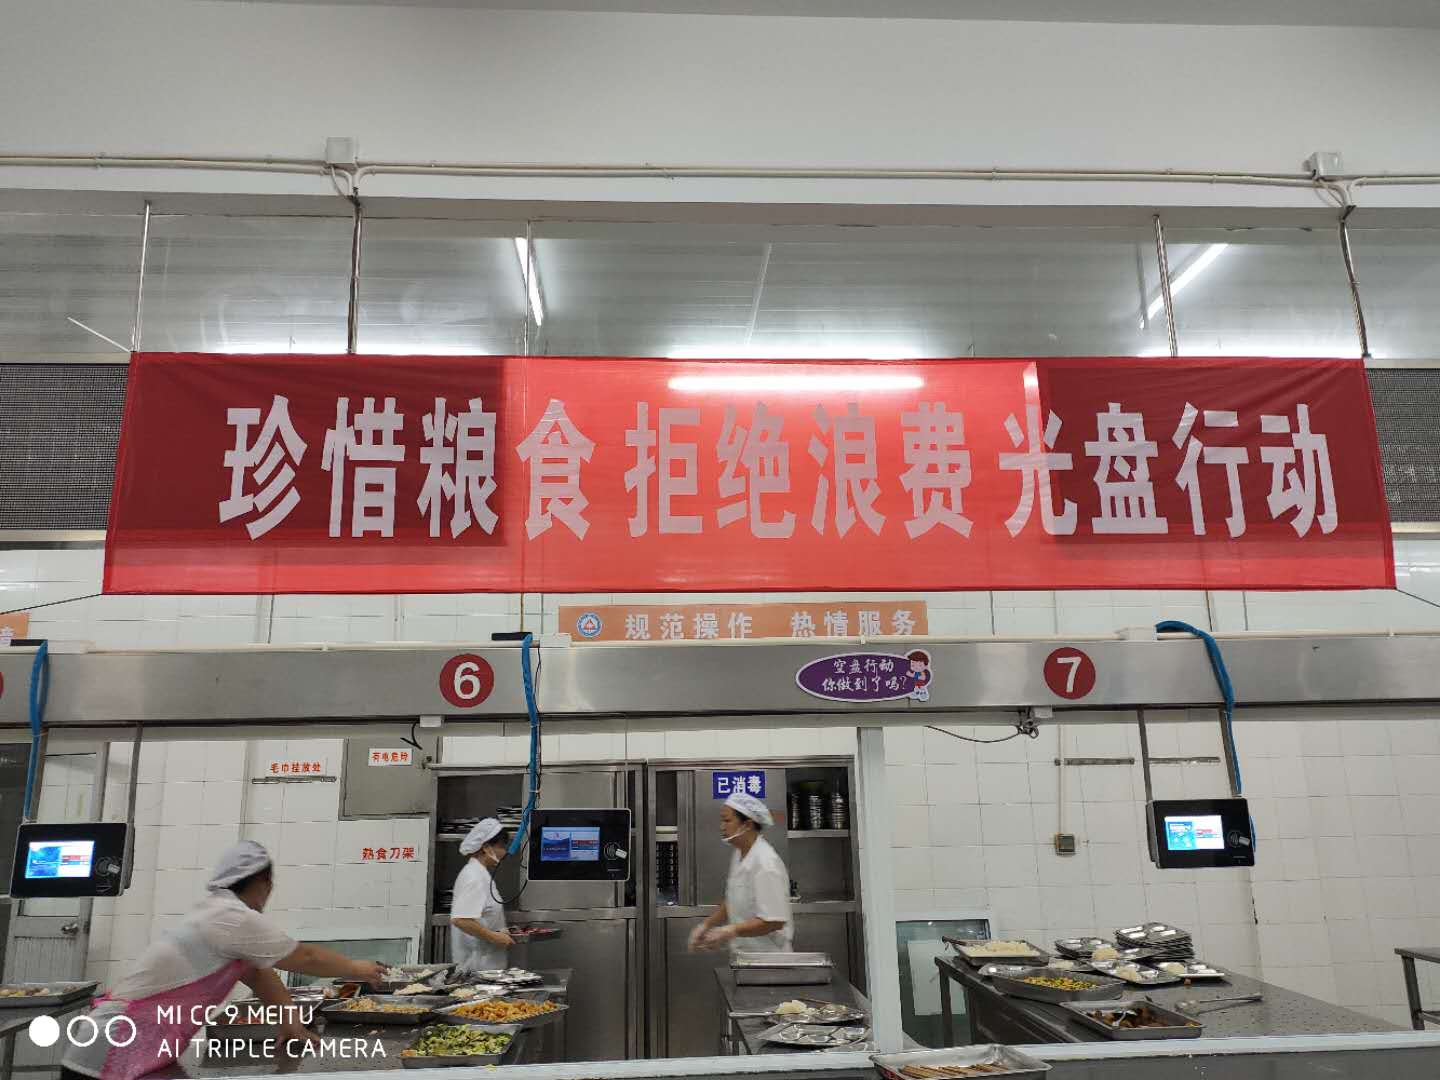 珍惜粮食 拒绝浪费 光盘行动
规范操作 热情服务
6
空盘行动
你做到了吗?
7
有电危险
毛巾挂放处
已消毒
熟食刀架
MI CC 9 MEITU
AI TRIPLE CAMERA